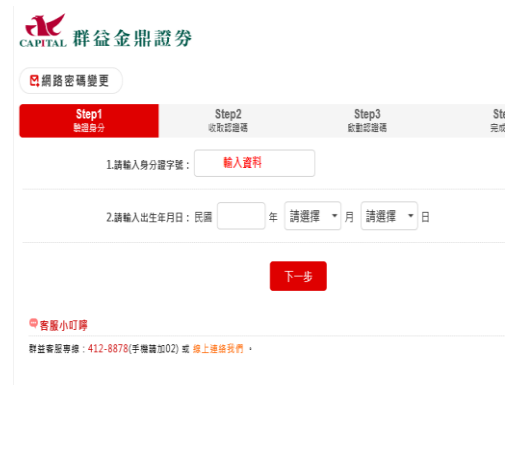 CAPITAL 群益金鼎證券
網路密碼變更
Step1 Step2 Step3 Ste
驗證身分 收取認證碼 啟動認證碼 完成
1.請輸入身分證字號： 輸入資料
2.請輸入出生年月日： 民國 年 請選擇 月 請選擇 日
下一步
客服小叮嚀
群益客服專線：412-8878(手機請加02) 或 線上連絡我們 。